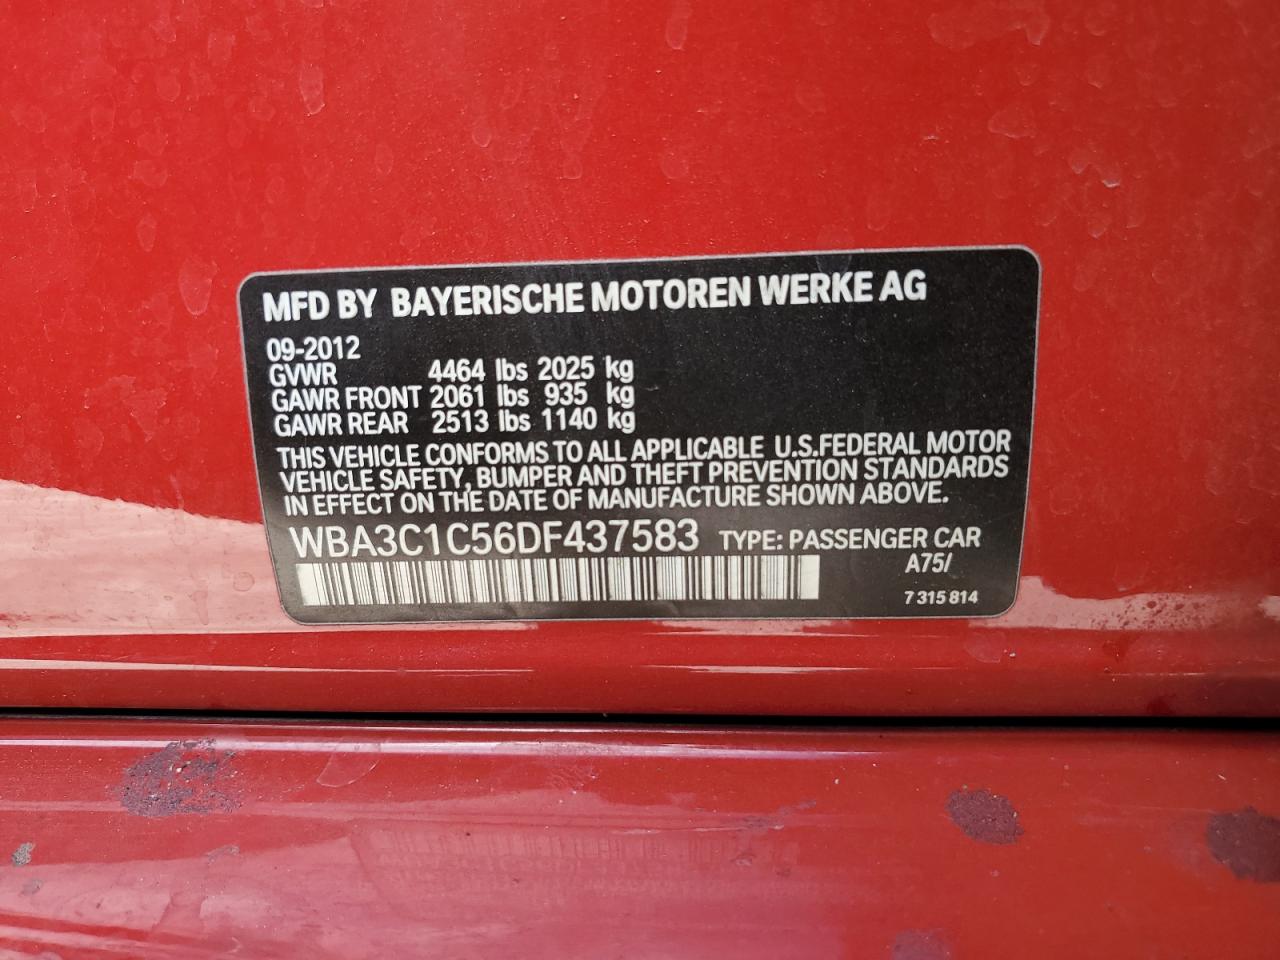 MFD BY BAYERISCHE MOTOREN WERKE AG
09-2012
GVWR 4464 lbs 2025 kg
GAWR FRONT 2061 lbs 935 kg
GAWR REAR 2513 lbs 1140 kg
THIS VEHICLE CONFORMS TO ALL APPLICABLE U.S.FEDERAL MOTOR
VEHICLE SAFETY, BUMPER AND THEFT PREVENTION STANDARDS
IN EFFECT ON THE DATE OF MANUFACTURE SHOWN ABOVE.
WBA3C1C56DF437583 TYPE: PASSENGER CAR
A75/
7 315 814